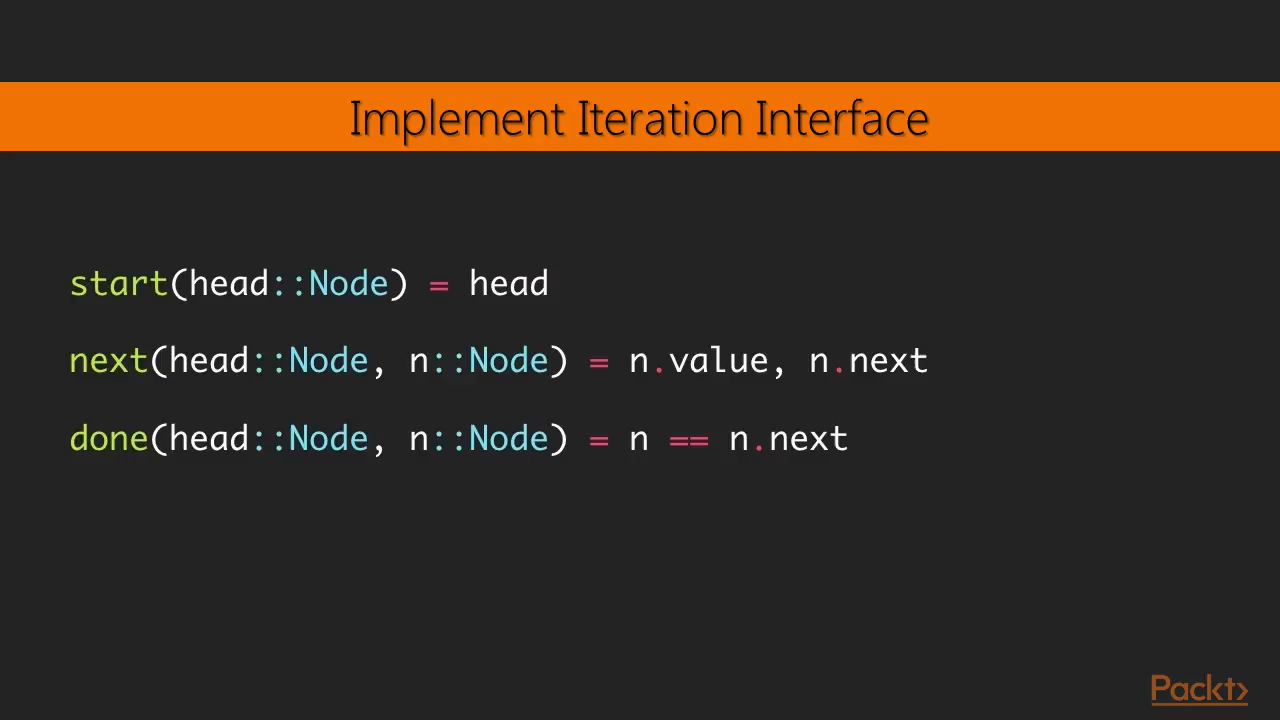 Implement Iteration Interface
start(head::Node) = head
next(head::Node, n::Node) = n.value, n.next
done(head::Node, n::Node) = n == n.next
Packt>